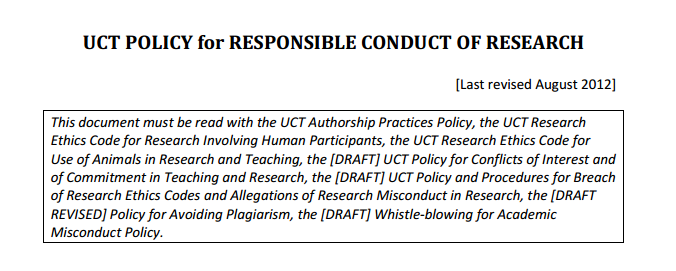 UCT POLICY for RESPONSIBLE CONDUCT OF RESEARCH
[Last revised August 2012]
This document must be read with the UCT Authorship Practices Policy, the UCT Research
Ethics Code for Research Involving Human Participants, the UCT Research Ethics Code for
Use of Animals in Research and Teaching, the [DRAFT] UCT Policy for Conflicts of Interest and
of Commitment in Teaching and Research, the [DRAFT] UCT Policy and Procedures for Breach
of Research Ethics Codes and Allegations of Research Misconduct in Research, the [DRAFT
REVISED] Policy for Avoiding Plagiarism, the [DRAFT] Whistle-blowing for Academic
Misconduct Policy.